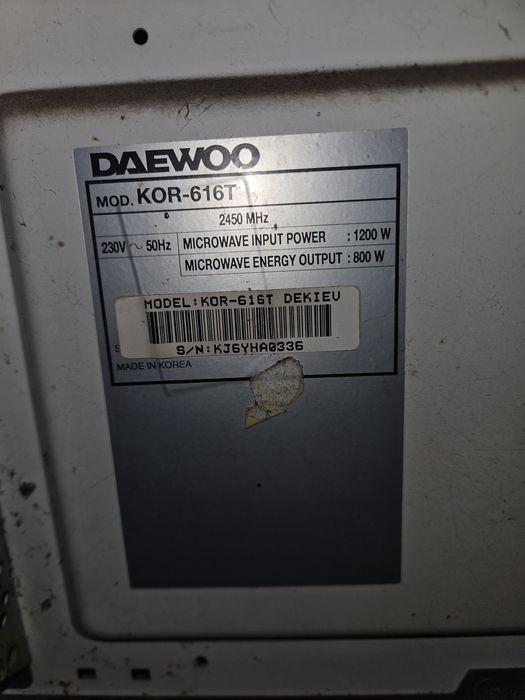 DAEWOO
MOD. KOR-616T
2450 MHz
230V ~ 50Hz
MICROWAVE INPUT POWER : 1200 W
MICROWAVE ENERGY OUTPUT : 800 W
MODEL:KOR-616T DEKIEV
S/N:KJ6YHA0336
MADE IN KOREA